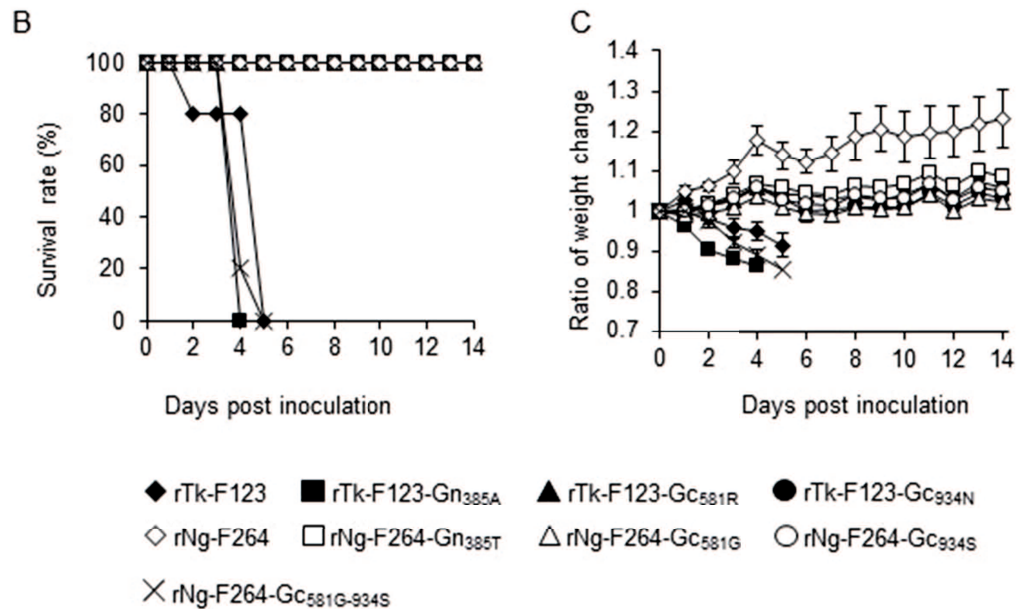 B
Survival rate (%)
100
80
60
40
20
0
0 2 4 6 8 10 12 14
Days post inoculation
C
Ratio of weight change
1.4
1.3
1.2
1.1
1
0.9
0.8
0.7
0 2 4 6 8 10 12 14
Days post inoculation
rTk-F123 rTk-F123-Gn385A rTk-F123-Gc581R rTk-F123-Gc934N
rNg-F264 rNg-F264-Gn385T rNg-F264-Gc581G rNg-F264-Gc934S
rNg-F264-Gc581G-934S